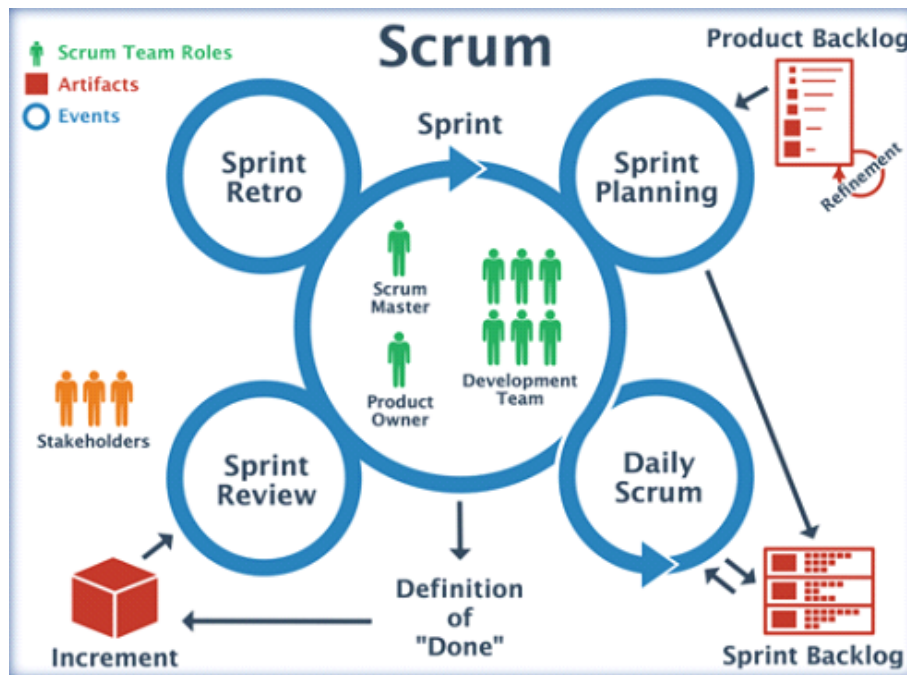 Scrum
Scrum Team Roles
Artifacts
Events
Product Backlog
Refinement
Sprint
Sprint
Retro
Sprint
Planning
Scrum
Master
Product
Owner
Development
Team
Stakeholders
Sprint
Review
Daily
Scrum
Definition
of
"Done"
Increment
Sprint Backlog